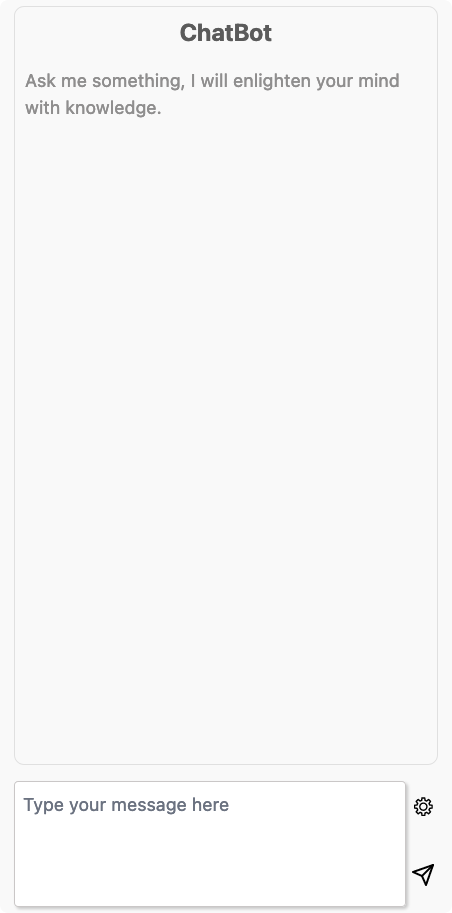 ChatBot
Ask me something, I will enlighten your mind
with knowledge.
Type your message here